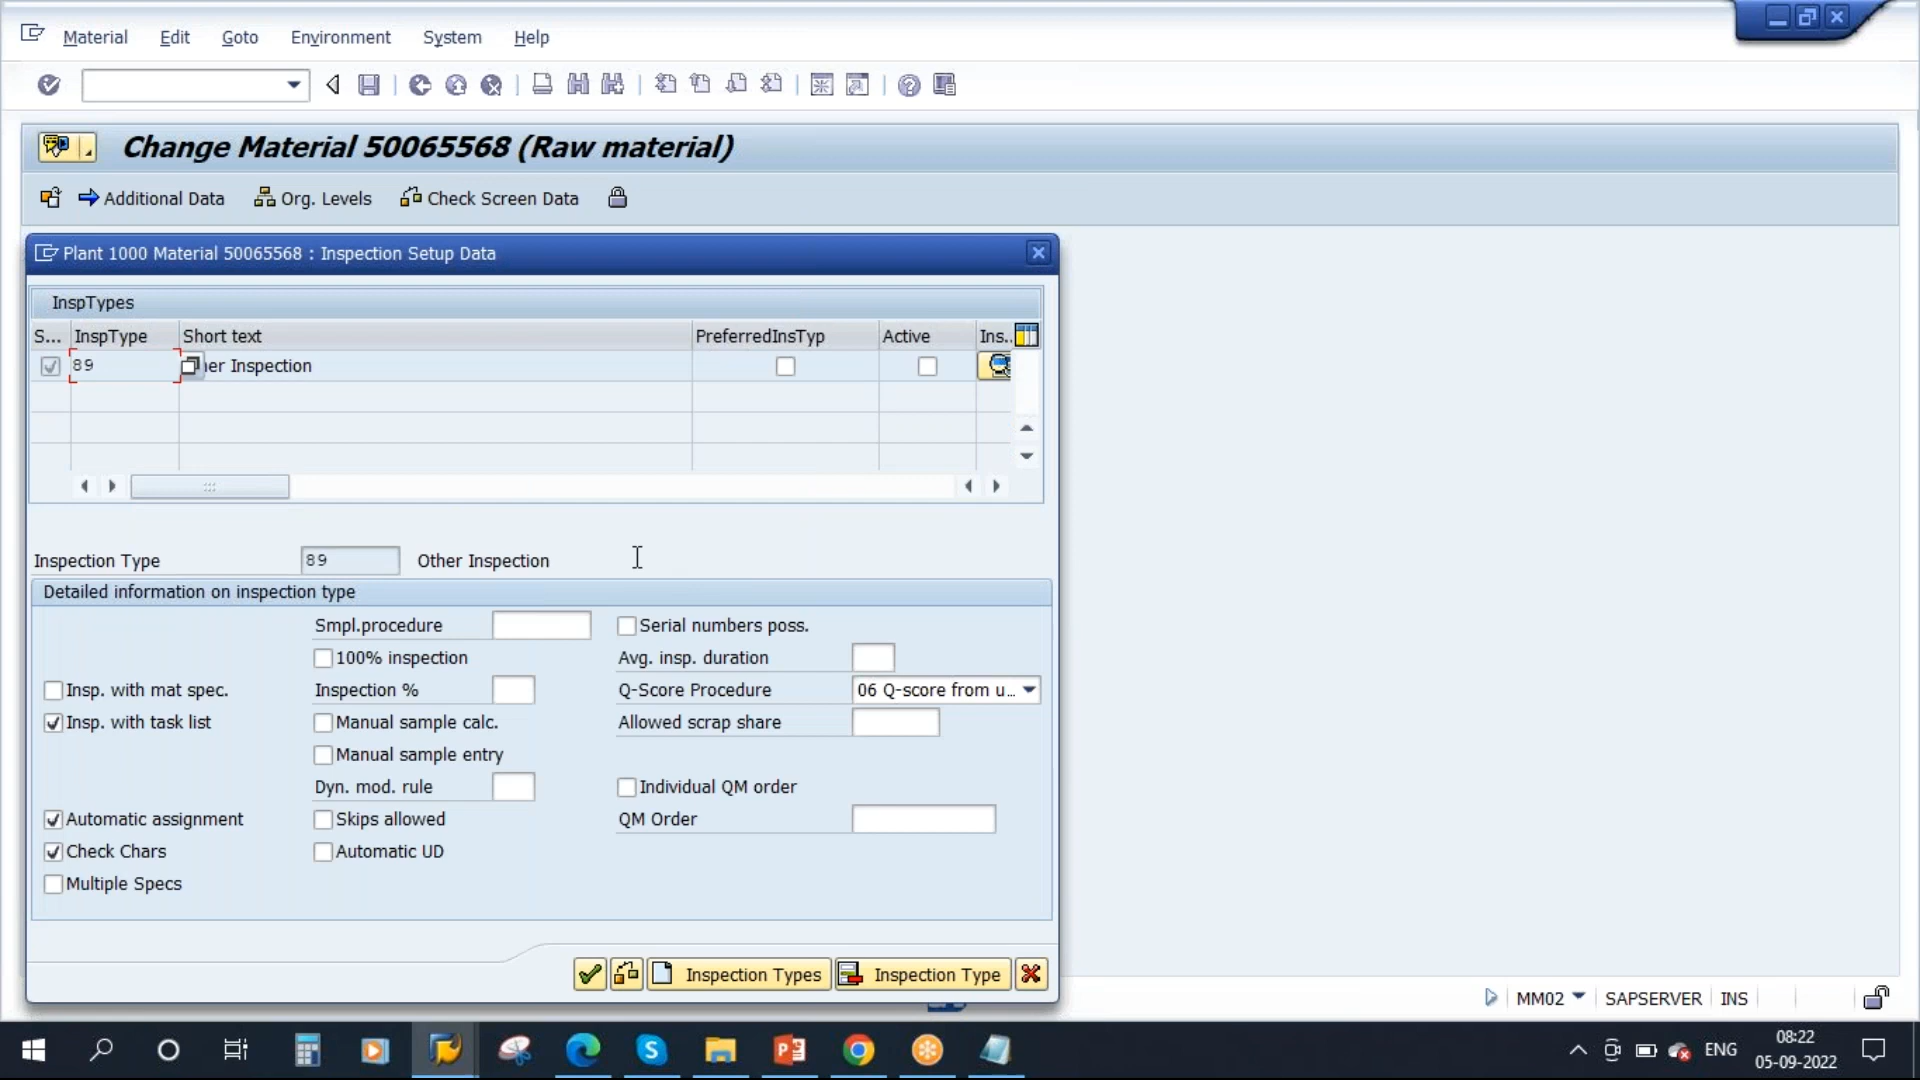 Material Edit Goto Environment System Help
Change Material 50065568 (Raw material)
Additional Data Org. Levels Check Screen Data
Plant 1000 Material 50065568 : Inspection Setup Data
InspTypes
S... InspType Short text PreferredInsTyp Active Ins..
89 her Inspection
Inspection Type 89 Other Inspection
Detailed information on inspection type
Smpl.procedure Serial numbers poss.
100% inspection Avg. insp. duration
Insp. with mat spec. Inspection % Q-Score Procedure 06 Q-score from u...
Insp. with task list Manual sample calc. Allowed scrap share
Manual sample entry
Dyn. mod. rule Individual QM order
Automatic assignment Skips allowed QM Order
Check Chars Automatic UD
Multiple Specs
Inspection Types Inspection Type
MM02 SAPSERVER INS
ENG 08:22
05-09-2022